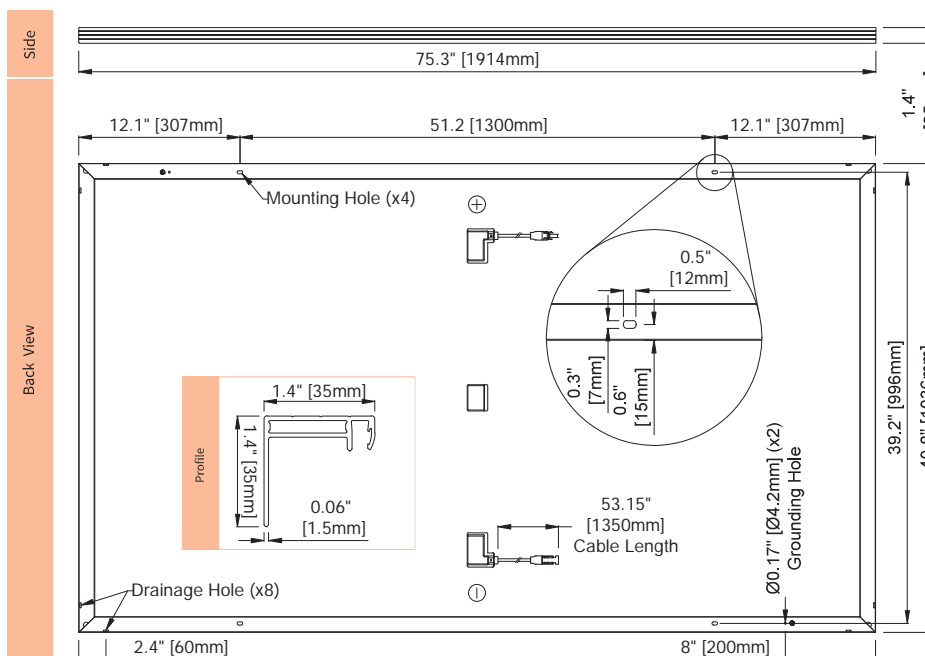 Side
75.3" [1914mm]
1.4"
12.1" [307mm]
51.2 [1300mm]
12.1" [307mm]
Mounting Hole (x4)
0.5"
[12mm]
0.3"
[7mm]
0.6"
[15mm]
Back View
39.2" [996mm]
Profile
1.4" [35mm]
1.4" [35mm]
0.06"
[1.5mm]
53.15"
[1350mm]
Cable Length
Ø0.17" [Ø4.2mm] (x2)
Grounding Hole
Drainage Hole (x8)
2.4" [60mm]
8" [200mm]